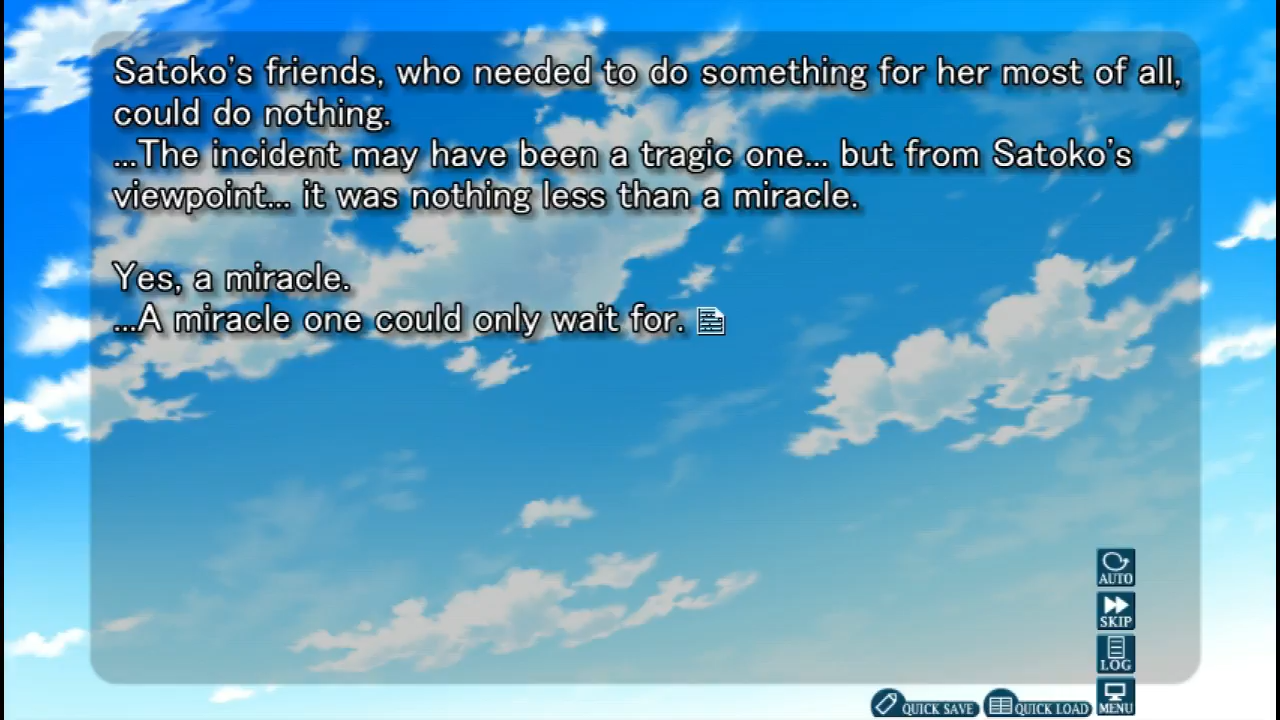 Satoko's friends, who needed to do something for her most of all,
could do nothing.
...The incident may have been a tragic one... but from Satoko's
viewpoint... it was nothing less than a miracle.
Yes, a miracle.
...A miracle one could only wait for.
AUTO
SKIP
LOG
MENU
QUICK SAVE
QUICK LOAD